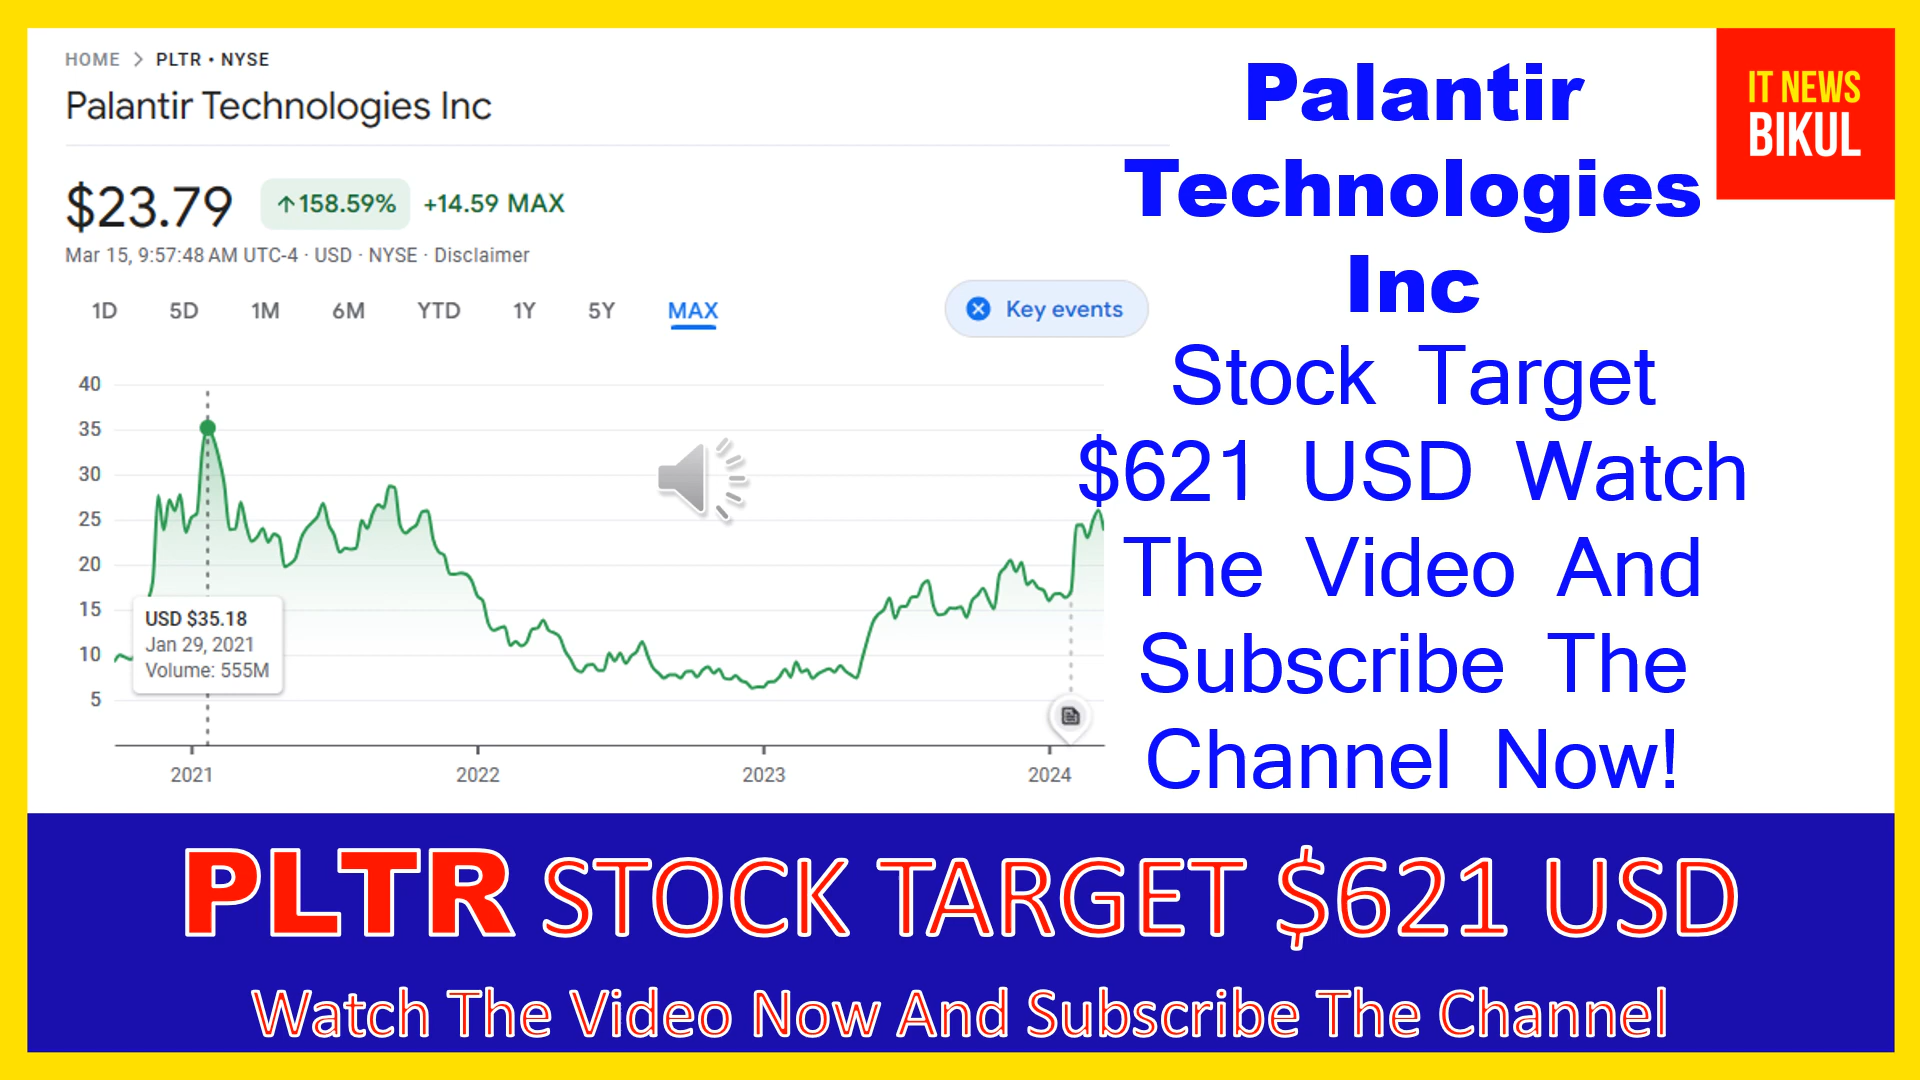 HOME > PLTR • NYSE
Palantir Technologies Inc
$23.79 ↑158.59% +14.59 MAX
Mar 15, 9:57:48 AM UTC-4 · USD · NYSE · Disclaimer
1D 5D 1M 6M YTD 1Y 5Y MAX
Key events
40
35
30
25
20
15
10
5
USD $35.18
Jan 29, 2021
Volume: 555M
2021 2022 2023 2024
Palantir
Technologies
Inc
Stock Target
$621 USD Watch
The Video And
Subscribe The
Channel Now!
IT NEWS
BIKUL
PLTR STOCK TARGET $621 USD
Watch The Video Now And Subscribe The Channel